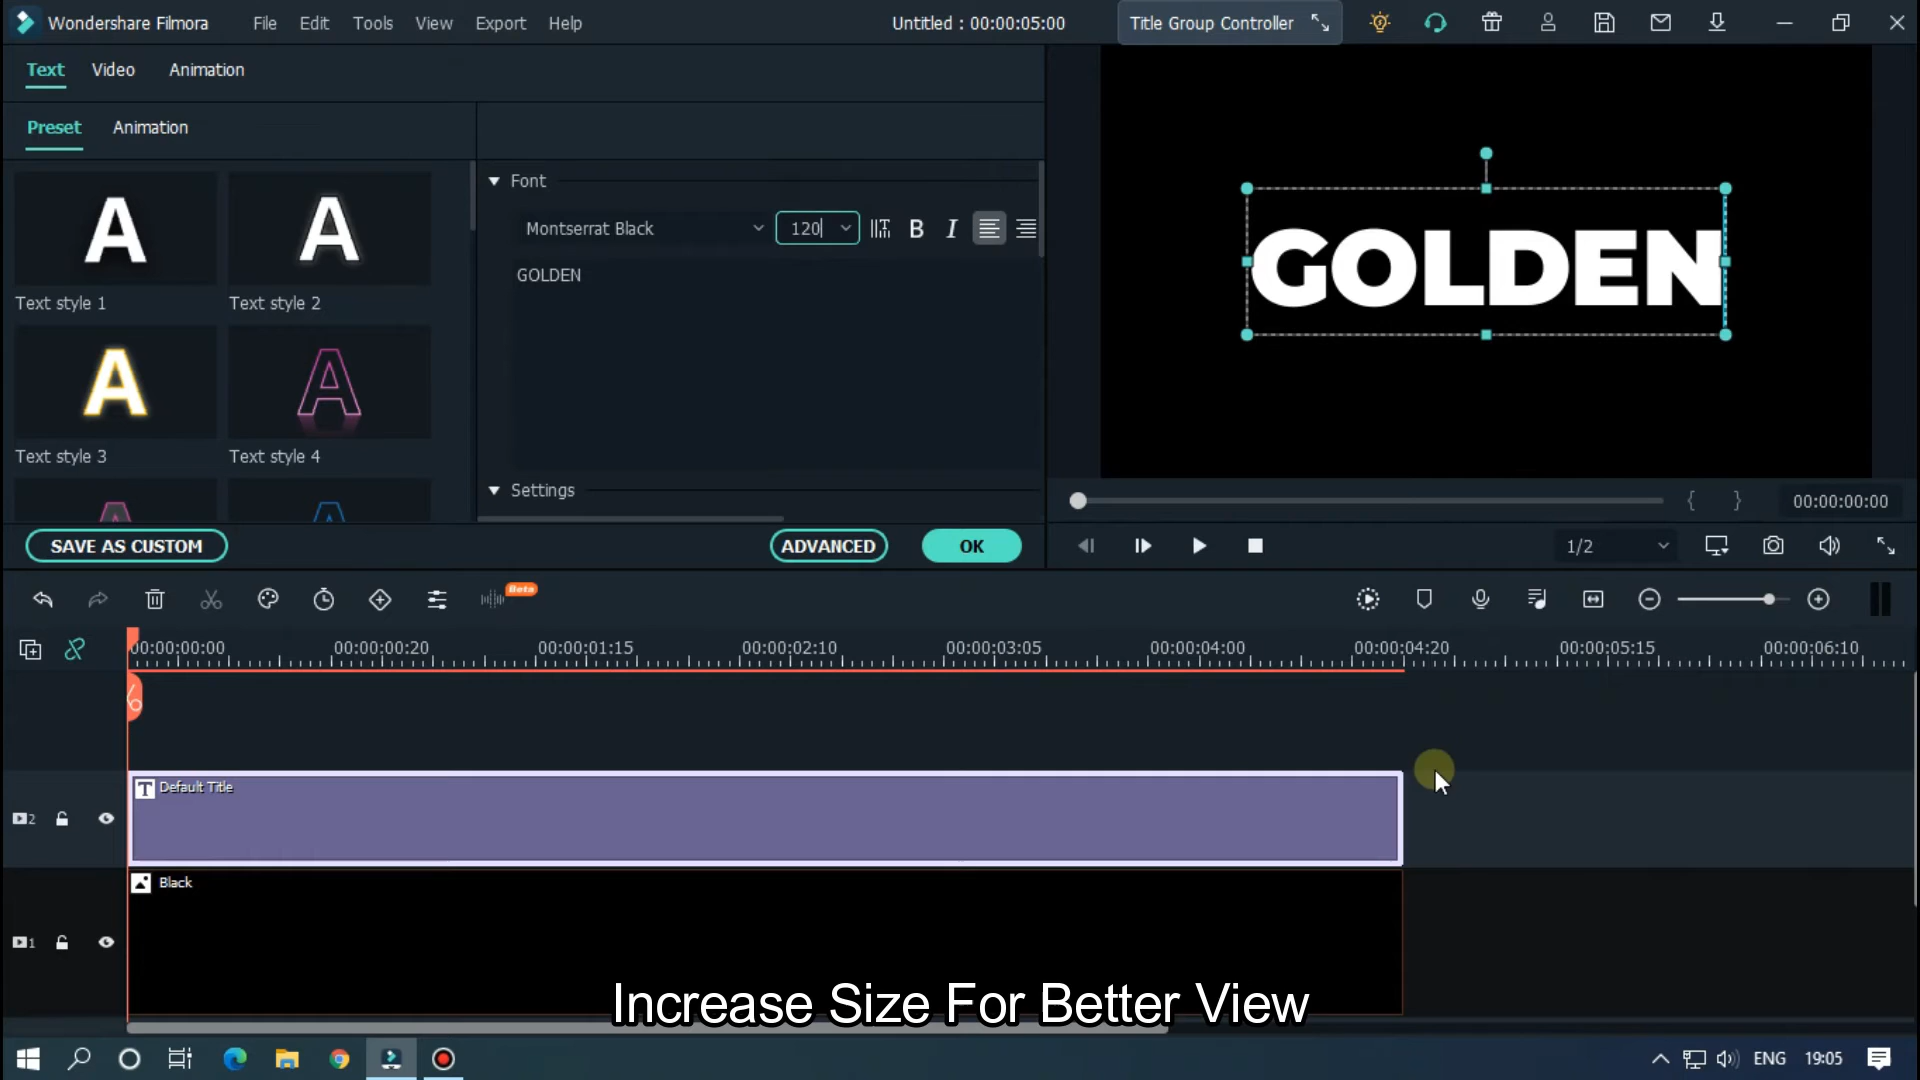 Wondershare Filmora File Edit Tools View Export Help Untitled : 00:00:05:00 Title Group Controller
Text Video Animation
Preset Animation
Font
Montserrat Black 120 B I
GOLDEN
GOLDEN
A A
Text style 1 Text style 2
A A
Text style 3 Text style 4
Settings
{ } 00:00:00:00
SAVE AS CUSTOM ADVANCED OK 1/2
Beta
00:00:00:00 00:00:00:20 00:00:01:15 00:00:02:10 00:00:03:05 00:00:04:00 00:00:04:20 00:00:05:15 00:00:06:10
T Default Title
2
Black
1
Increase Size For Better View
ENG 19:05